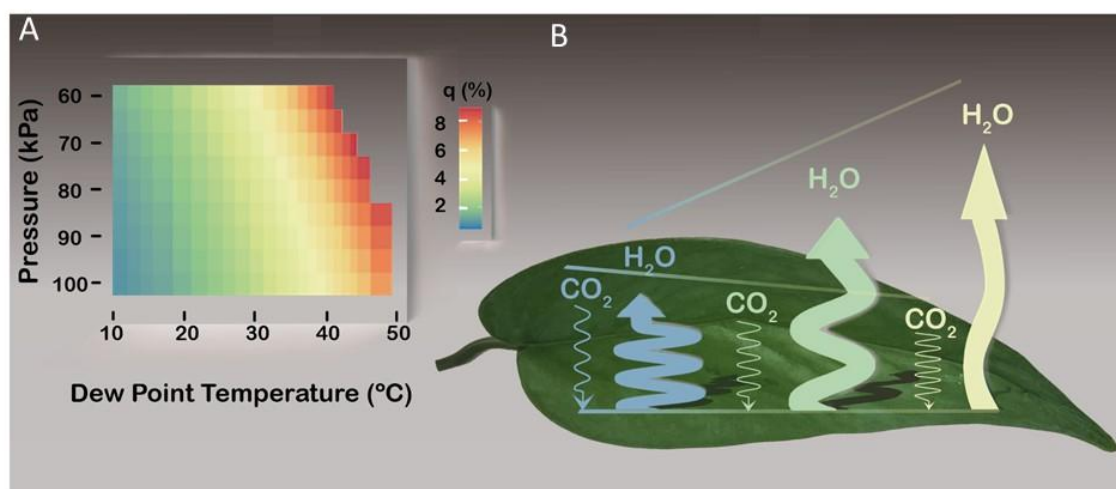 A
B
q (%)
8
6
4
2
Pressure (kPa)
60
70
80
90
100
10
20
30
40
50
Dew Point Temperature (°C)
H₂O
H₂O
H₂O
CO₂
CO₂
CO₂